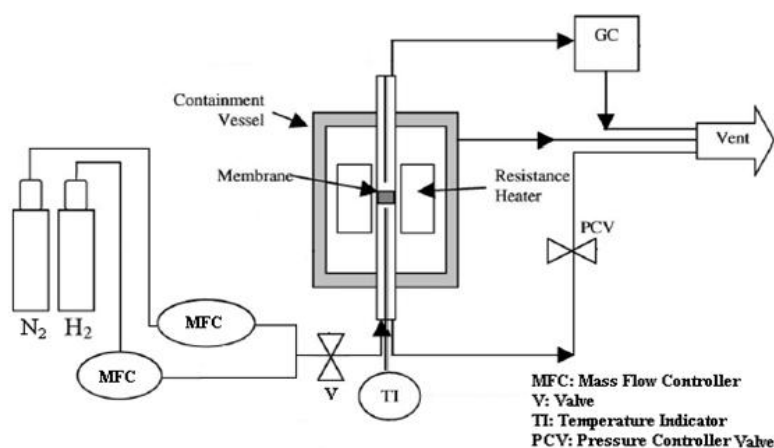 GC
Containment
Vessel
Vent
Membrane
Resistance
Heater
PCV
N2 H2
MFC
MFC
V
TI
MFC: Mass Flow Controller
V: Valve
TI: Temperature Indicator
PCV: Pressure Controller Valve